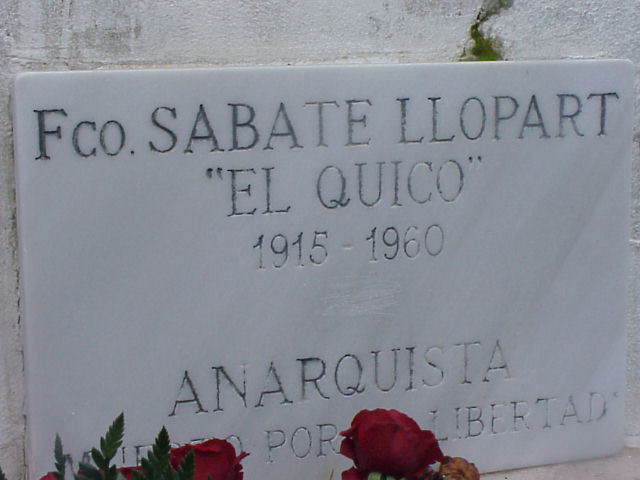 Fco. SABATE LLOPART
"EL QUICO"
1915 - 1960
ANARQUISTA
POR LIBERTAD"